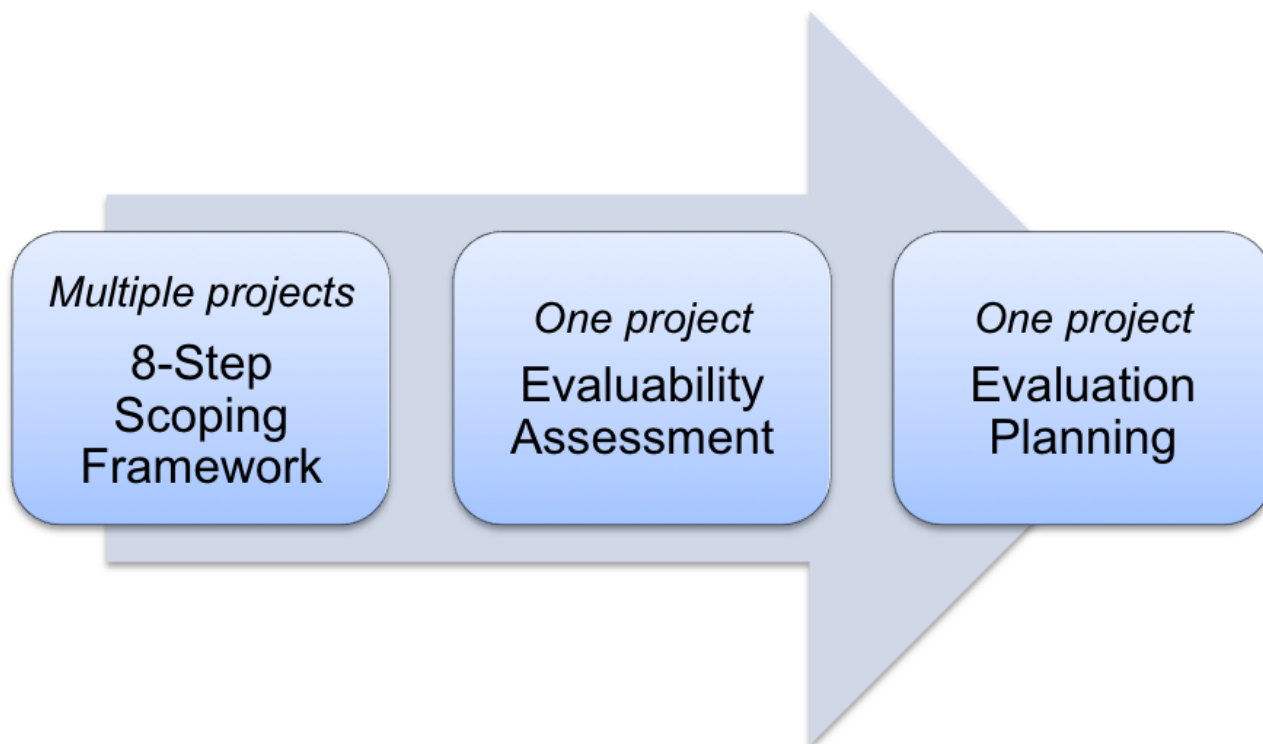 Multiple projects
8-Step
Scoping
Framework
One project
Evaluability
Assessment
One project
Evaluation
Planning